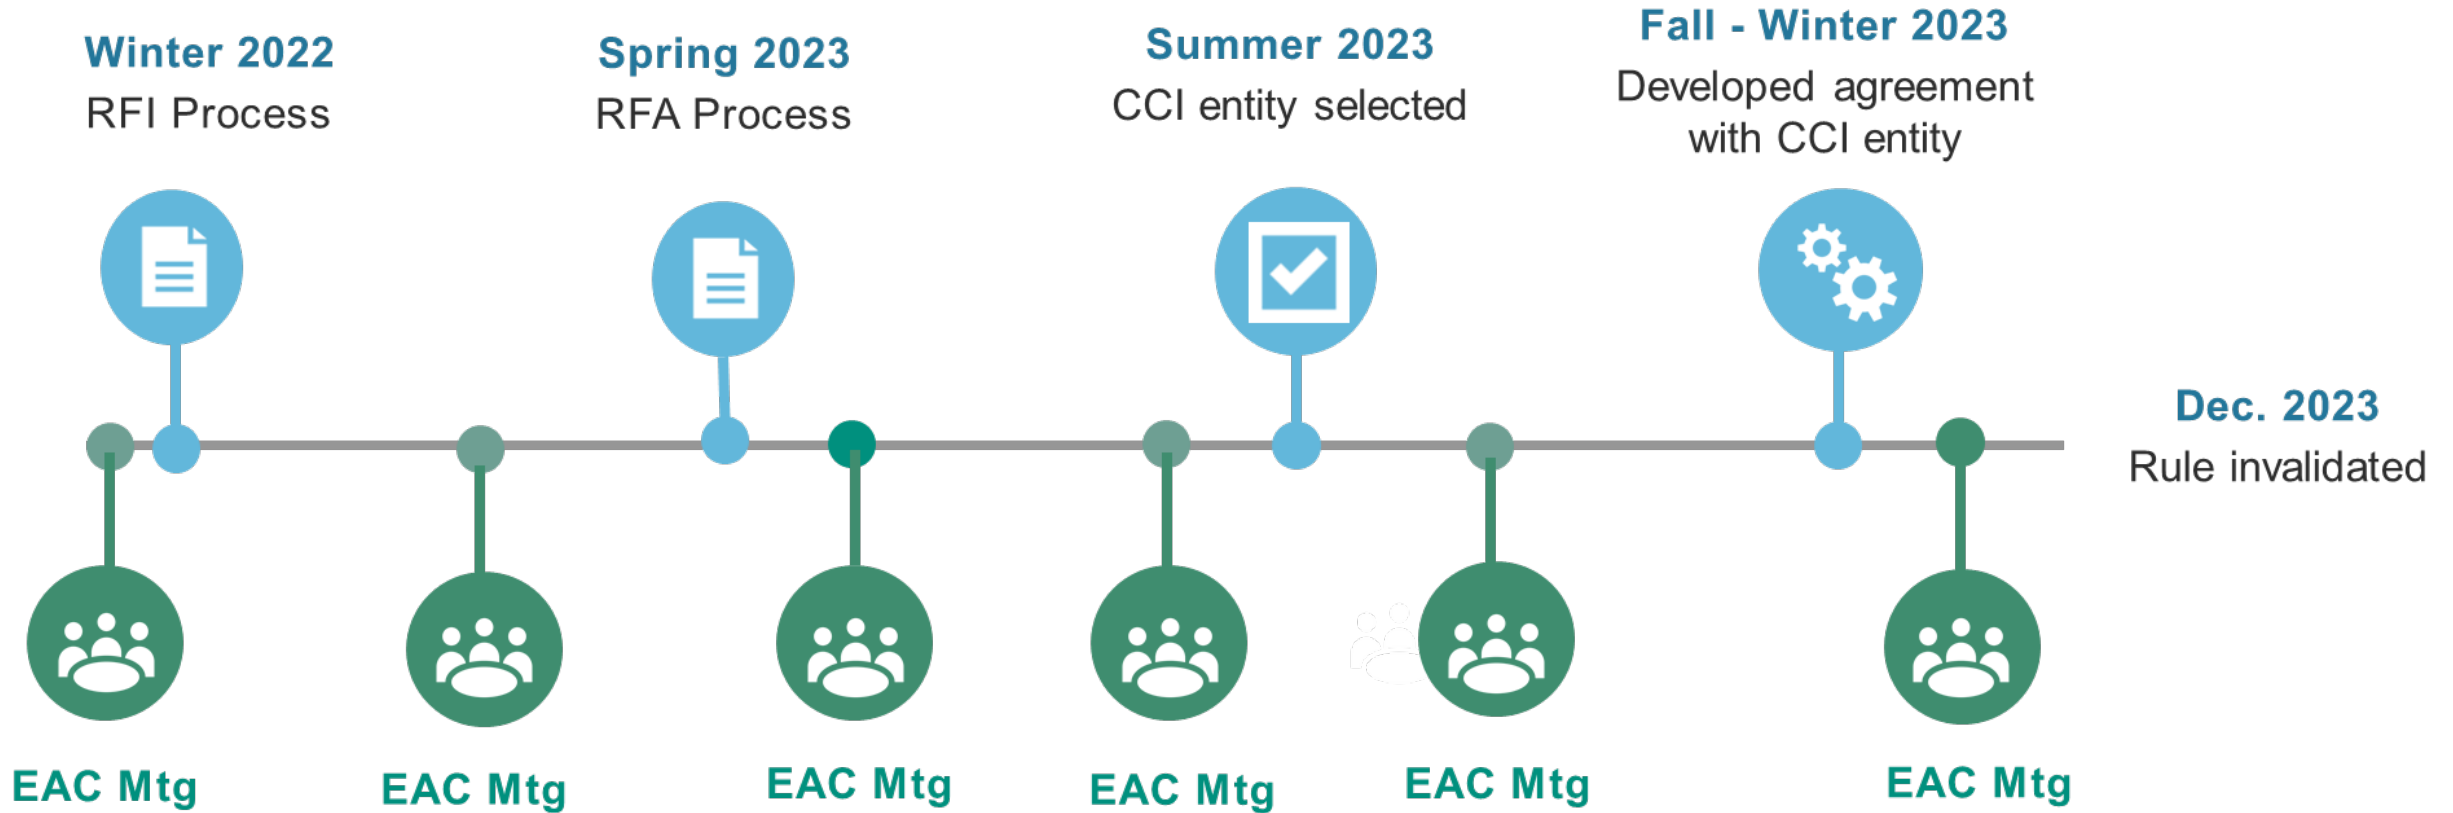 Winter 2022
RFI Process
Spring 2023
RFA Process
Summer 2023
CCI entity selected
Fall - Winter 2023
Developed agreement
with CCI entity
Dec. 2023
Rule invalidated
EAC Mtg
EAC Mtg
EAC Mtg
EAC Mtg
EAC Mtg
EAC Mtg